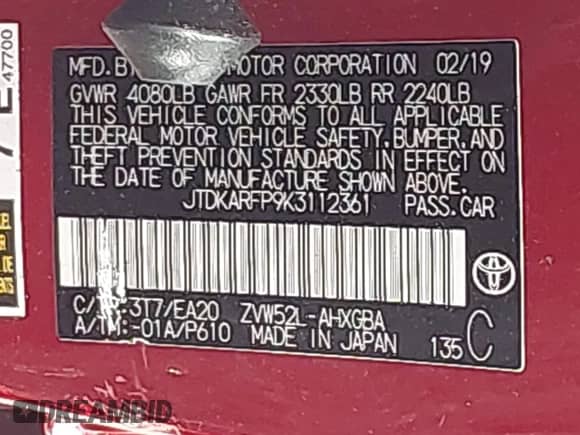 47700
MFD. BY MOTOR CORPORATION 02/19
GVWR 4080LB GAWR FR 2330LB RR 2240LB
THIS VEHICLE CONFORMS TO ALL APPLICABLE
FEDERAL MOTOR VEHICLE SAFETY, BUMPER, AND
THEFT PREVENTION STANDARDS IN EFFECT ON
THE DATE OF MANUFACTURE SHOWN ABOVE.
JTDKARFP9K3112361 PASS. CAR
C/ 3T7/EA20 ZVW52L-AHXGBA
A/TM:-01A/P610 MADE IN JAPAN 135 C
DREAMBID